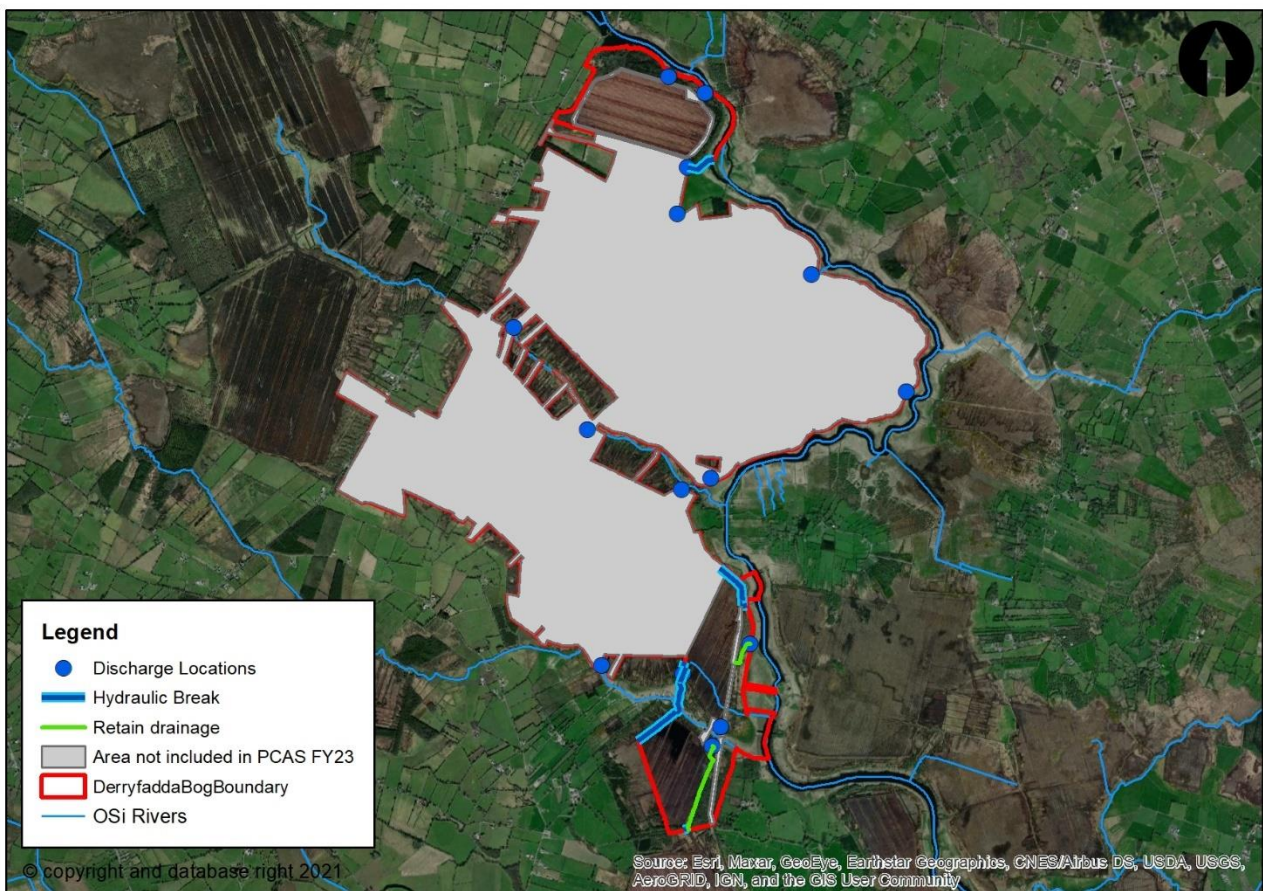 Legend
Discharge Locations
Hydraulic Break
Retain drainage
Area not included in PCAS FY23
DerryfaddaBogBoundary
OSi Rivers
© copyright and database right 2021
Source: Esri, Maxar, GeoEye, Earthstar Geographics, CNES/Airbus DS, USDA, USGS,
AeroGRID, IGN, and the GIS User Community